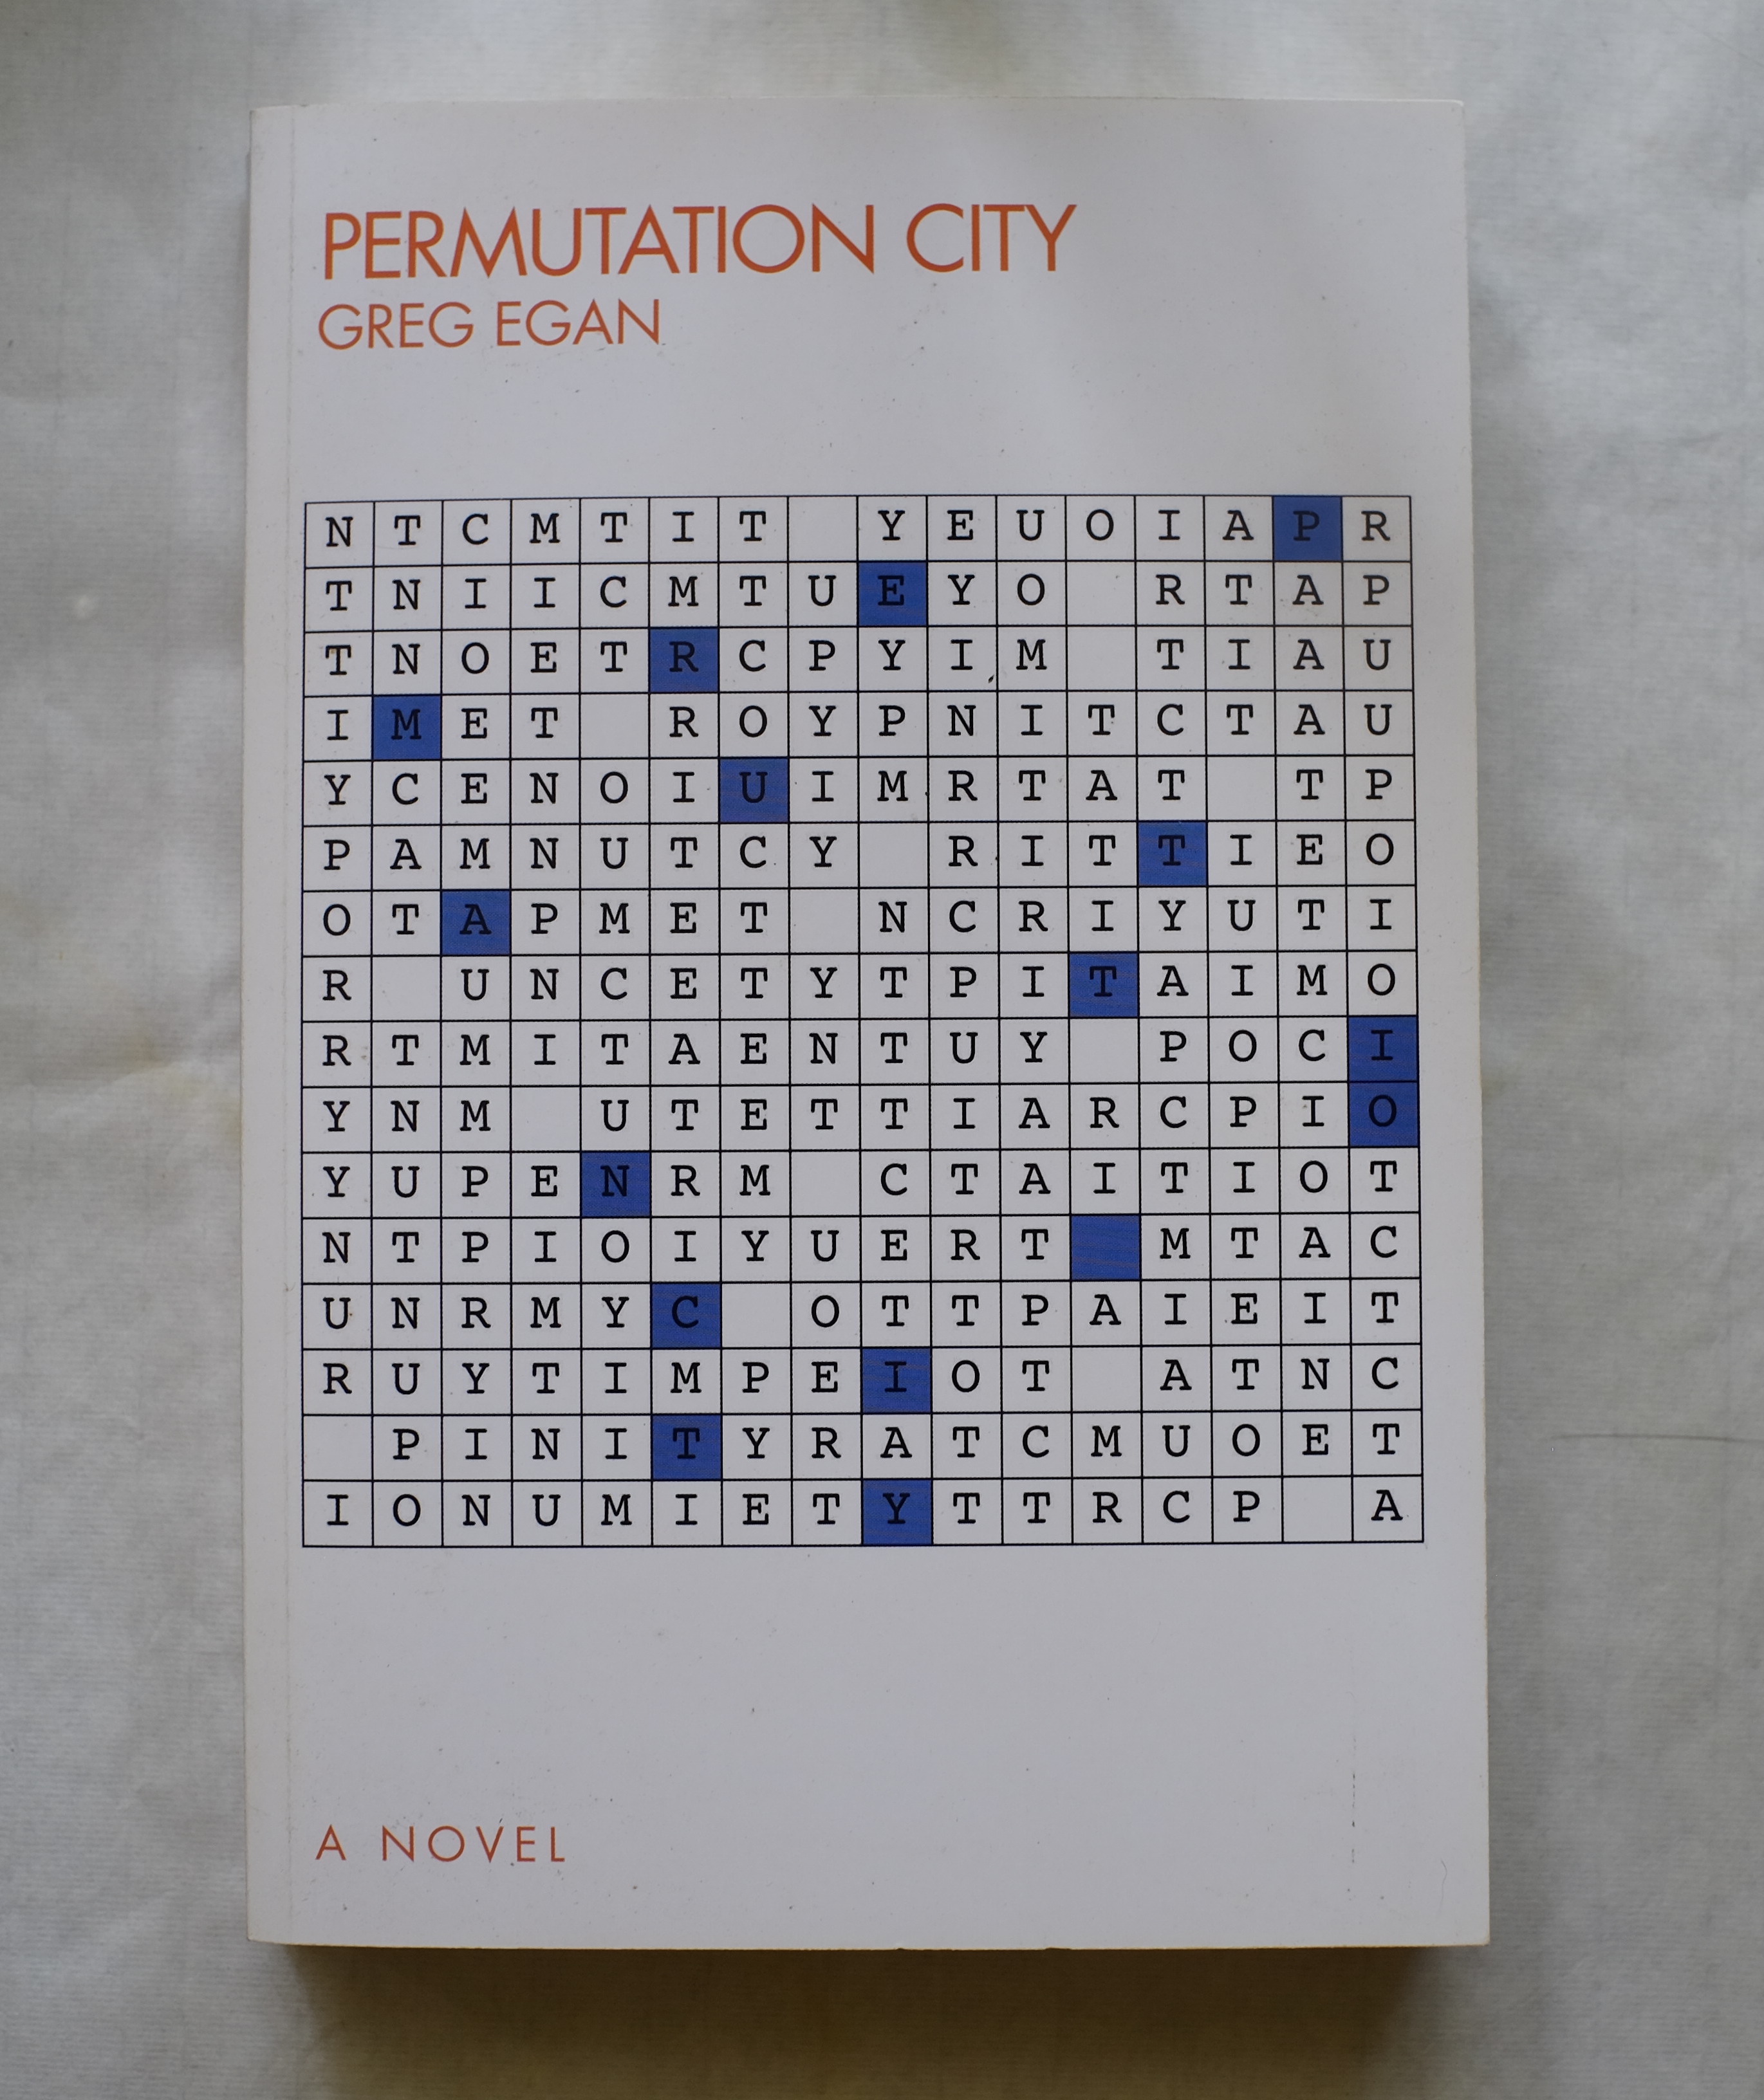 PERMUTATION CITY
GREG EGAN
N T C M T I T   Y E U O I A P R
T N I I C M T U E Y O   R T A P
T N O E T R C P Y I M   T I A U
I M E T   R O Y P N I T C T A U
Y C E N O I U I M R T A T   T P
P A M N U T C Y   R I T T I E O
O T A P M E T   N C R I Y U T I
R   U N C E T Y T P I T A I M O
R T M I T A E N T U Y   P O C I
Y N M   U T E T T I A R C P I O
Y U P E N R M   C T A I T I O T
N T P I O I Y U E R T   M T A C
U N R M Y C   O T T P A I E I T
R U Y T I M P E I O T   A T N C
  P I N I T Y R A T C M U O E T
I O N U M I E T Y T T R C P   A
A NOVEL